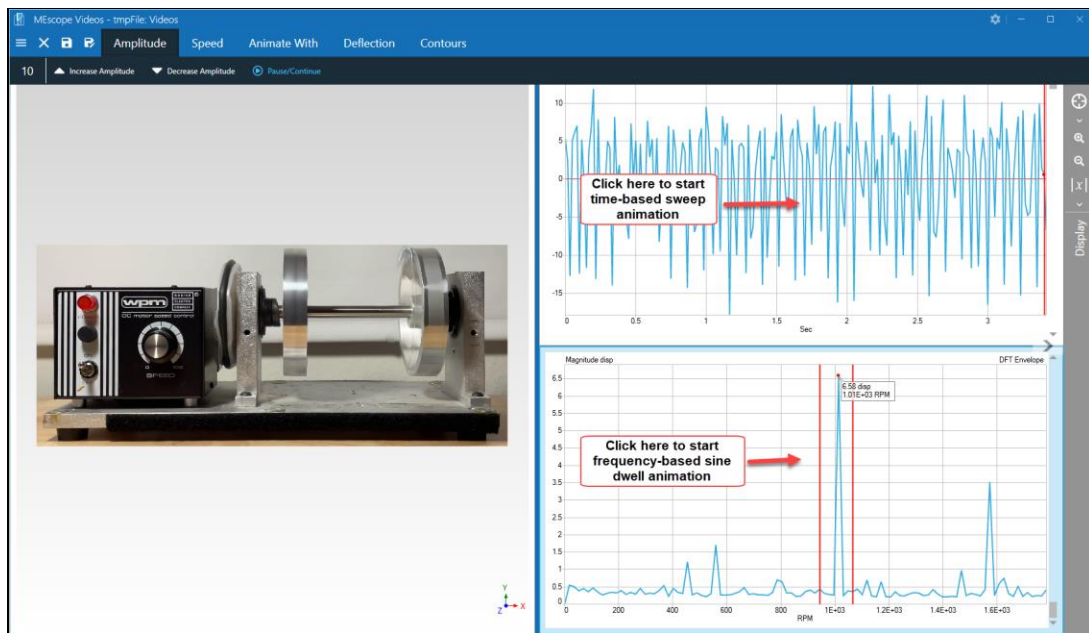 MEscope Videos - tmpFile: Videos
Amplitude Speed Animate With Deflection Contours
10 Increase Amplitude Decrease Amplitude Pause/Continue
wpm
DC motor speed control
SPEED
Y
Z X
10
5
0
-5
-10
-15
0 0.5 1 1.5 2 2.5 3
Sec
Click here to start
time-based sweep
animation
Magnitude disp DFT Envelope
6.5
6
5.5
5
4.5
4
3.5
3
2.5
2
1.5
1
0.5
0
6.58 disp
1.01E+03 RPM
Click here to start
frequency-based sine
dwell animation
0 200 400 600 800 1E+03 1.2E+03 1.4E+03 1.6E+03
RPM
|x|
Display